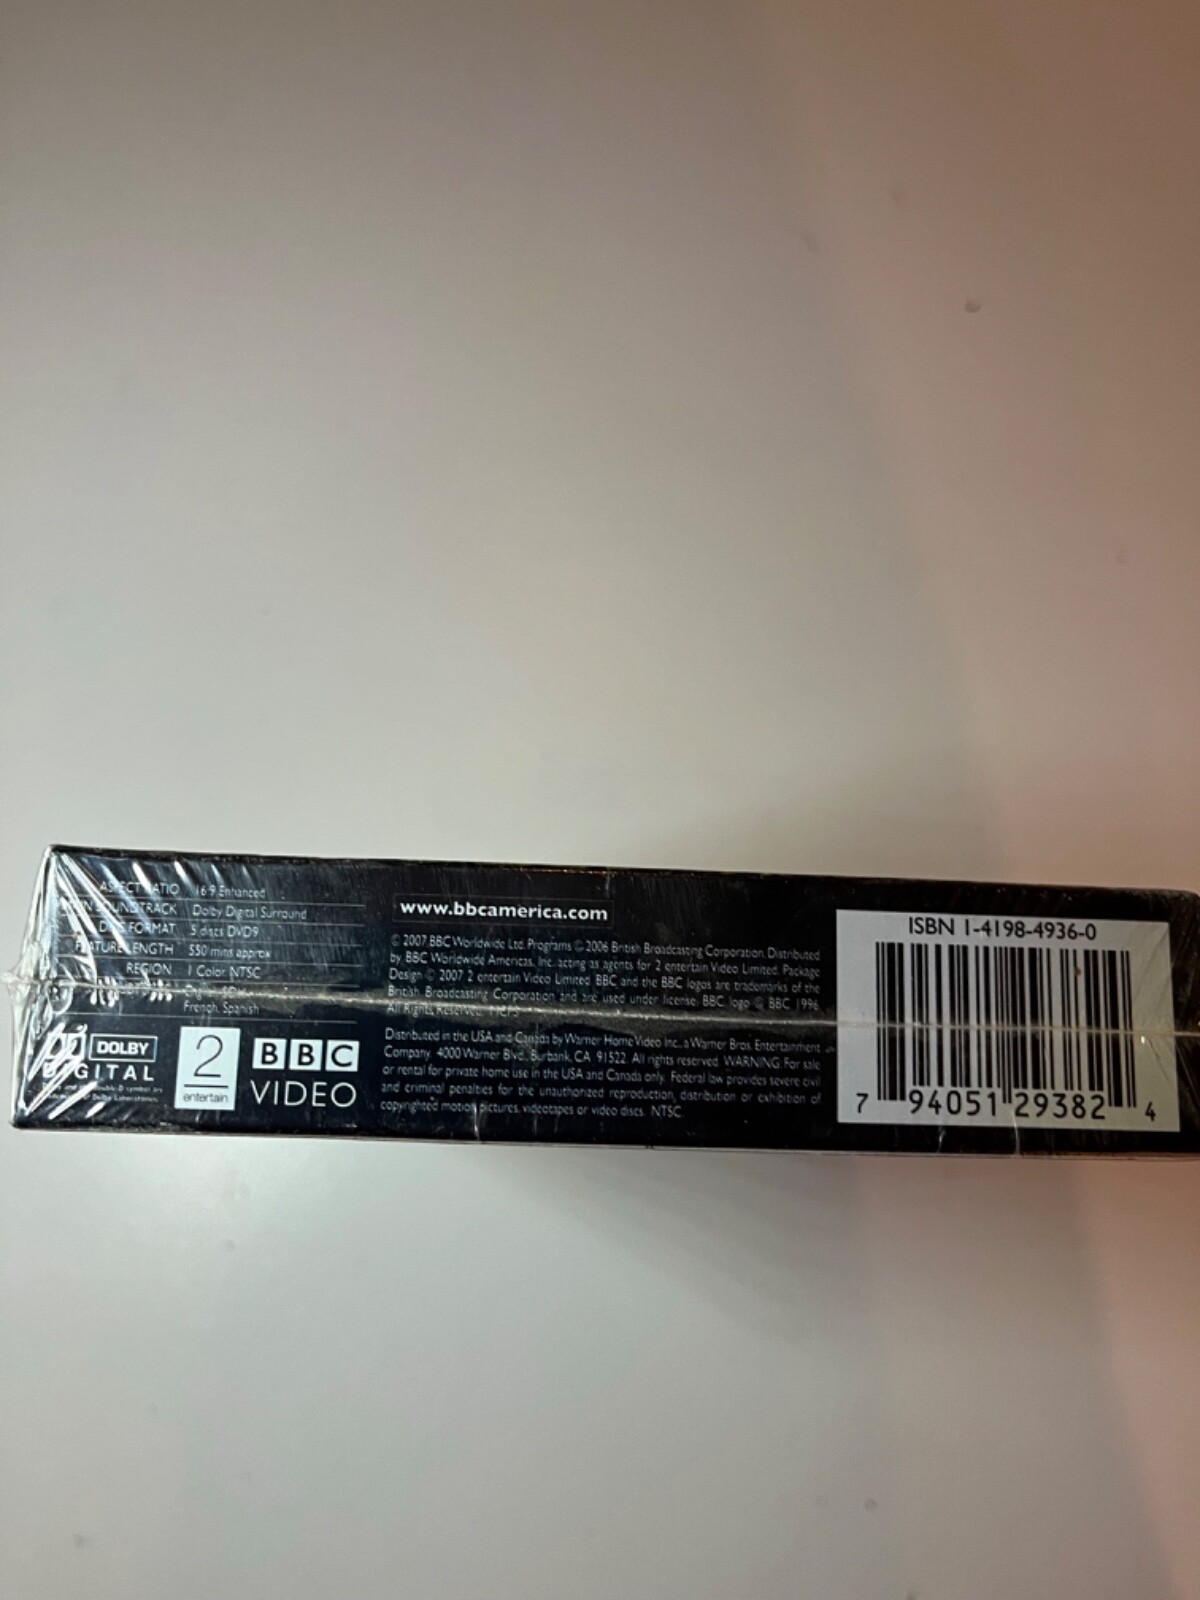 ASPECT RATIO 16:9 Enhanced
SOUNDTRACK Dolby Digital Surround
DISC FORMAT 5 discs DVD9
FEATURE LENGTH 550 mins approx
REGION 1 Color NTSC
French, Spanish
DOLBY
DIGITAL
2
entertain
BBC
VIDEO
www.bbcamerica.com
© 2007 BBC Worldwide Ltd. Programs © 2006 British Broadcasting Corporation. Distributed
by BBC Worldwide Americas, Inc. acting as agents for 2 entertain Video Limited. Package
Design © 2007 2 entertain Video Limited. BBC and the BBC logos are trademarks of the
British Broadcasting Corporation and are used under license. BBC logo © BBC 1996
All Rights Reserved.
Distributed in the USA and Canada by Warner Home Video Inc., a Warner Bros. Entertainment
Company. 4000 Warner Blvd., Burbank, CA 91522. All rights reserved. WARNING: For sale
or rental for private home use in the USA and Canada only. Federal law provides severe civil
and criminal penalties for the unauthorized reproduction, distribution or exhibition of
copyrighted motion pictures, videotapes or video discs. NTSC.
ISBN 1-4198-4936-0
7 94051 29382 4